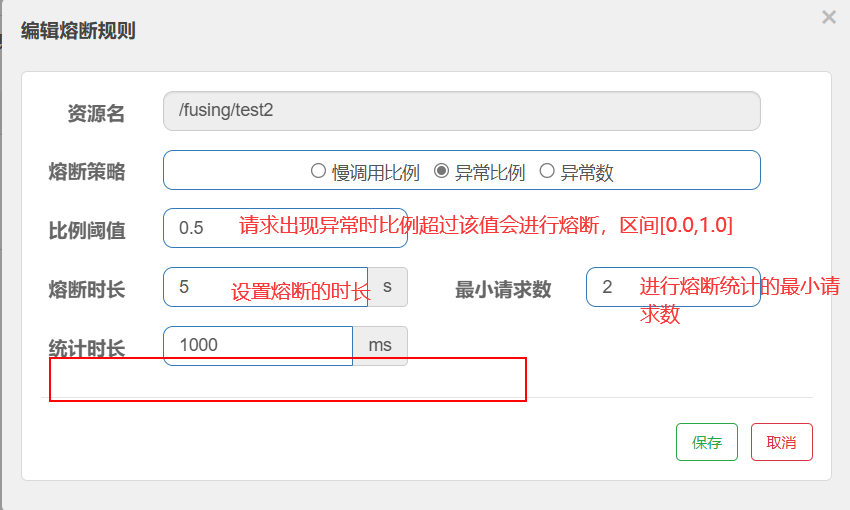 编辑熔断规则
×
资源名 /fusing/test2
熔断策略 慢调用比例 异常比例 异常数
比例阈值 0.5 请求出现异常时比例超过该值会进行熔断，区间[0.0,1.0]
熔断时长 5 设置熔断的时长 s 最小请求数 2 进行熔断统计的最小请
求数
统计时长 1000 ms
保存 取消